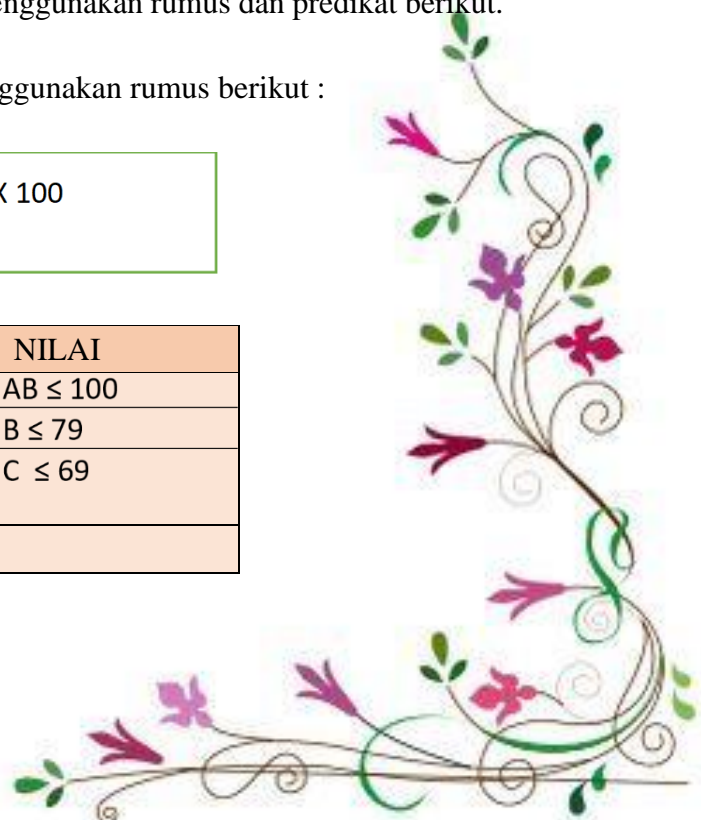 enggunakan rumus dan predikat berikut.
ggunakan rumus berikut :
X 100
NILAI
AB ≤ 100
B ≤ 79
C ≤ 69